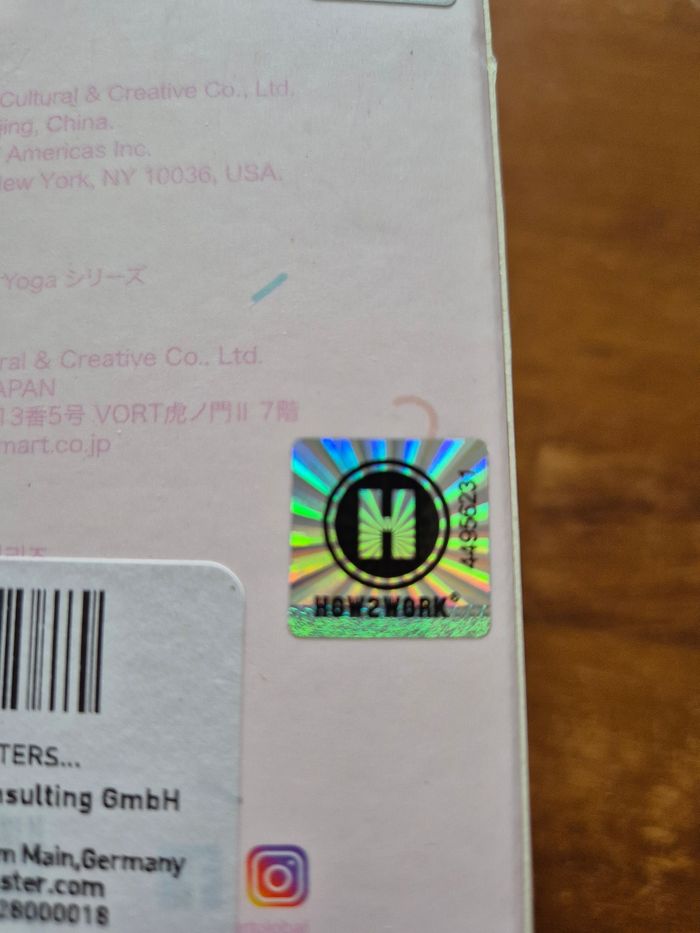 Cultural & Creative Co., Ltd.
jing, China.
Americas Inc.
New York, NY 10036, USA.
Yoga シリーズ
ral & Creative Co., Ltd.
APAN
13番5号 VORT虎ノ門II 7階
mart.co.jp
H
HOW2WORK®
44956231
TERS...
nsulting GmbH
m Main,Germany
ster.com
28000018